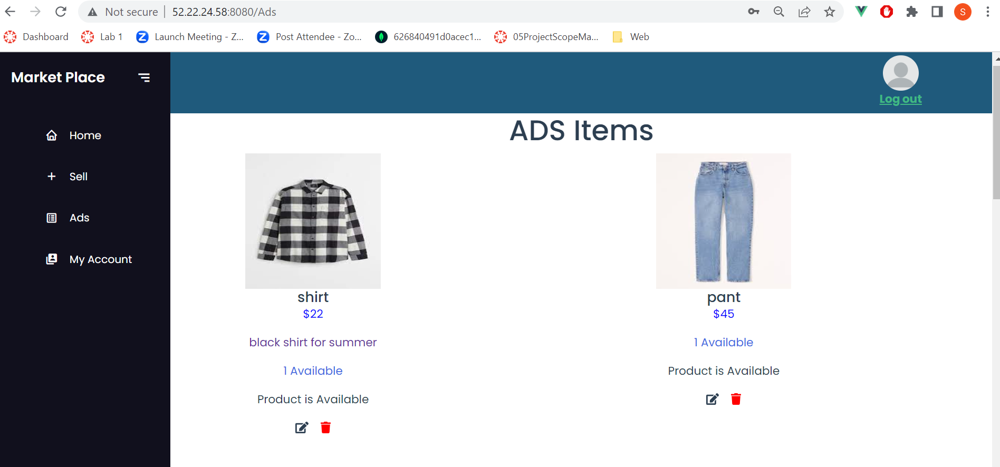 Not secure 52.22.24.58:8080/Ads
S
Dashboard Lab 1 Launch Meeting - Z... Post Attendee - Zo... 626840491d0acec1... 05ProjectScopeMa... Web
Market Place
Log out
Home
Sell
Ads
My Account
ADS Items
shirt
$22
black shirt for summer
1 Available
Product is Available
pant
$45
1 Available
Product is Available